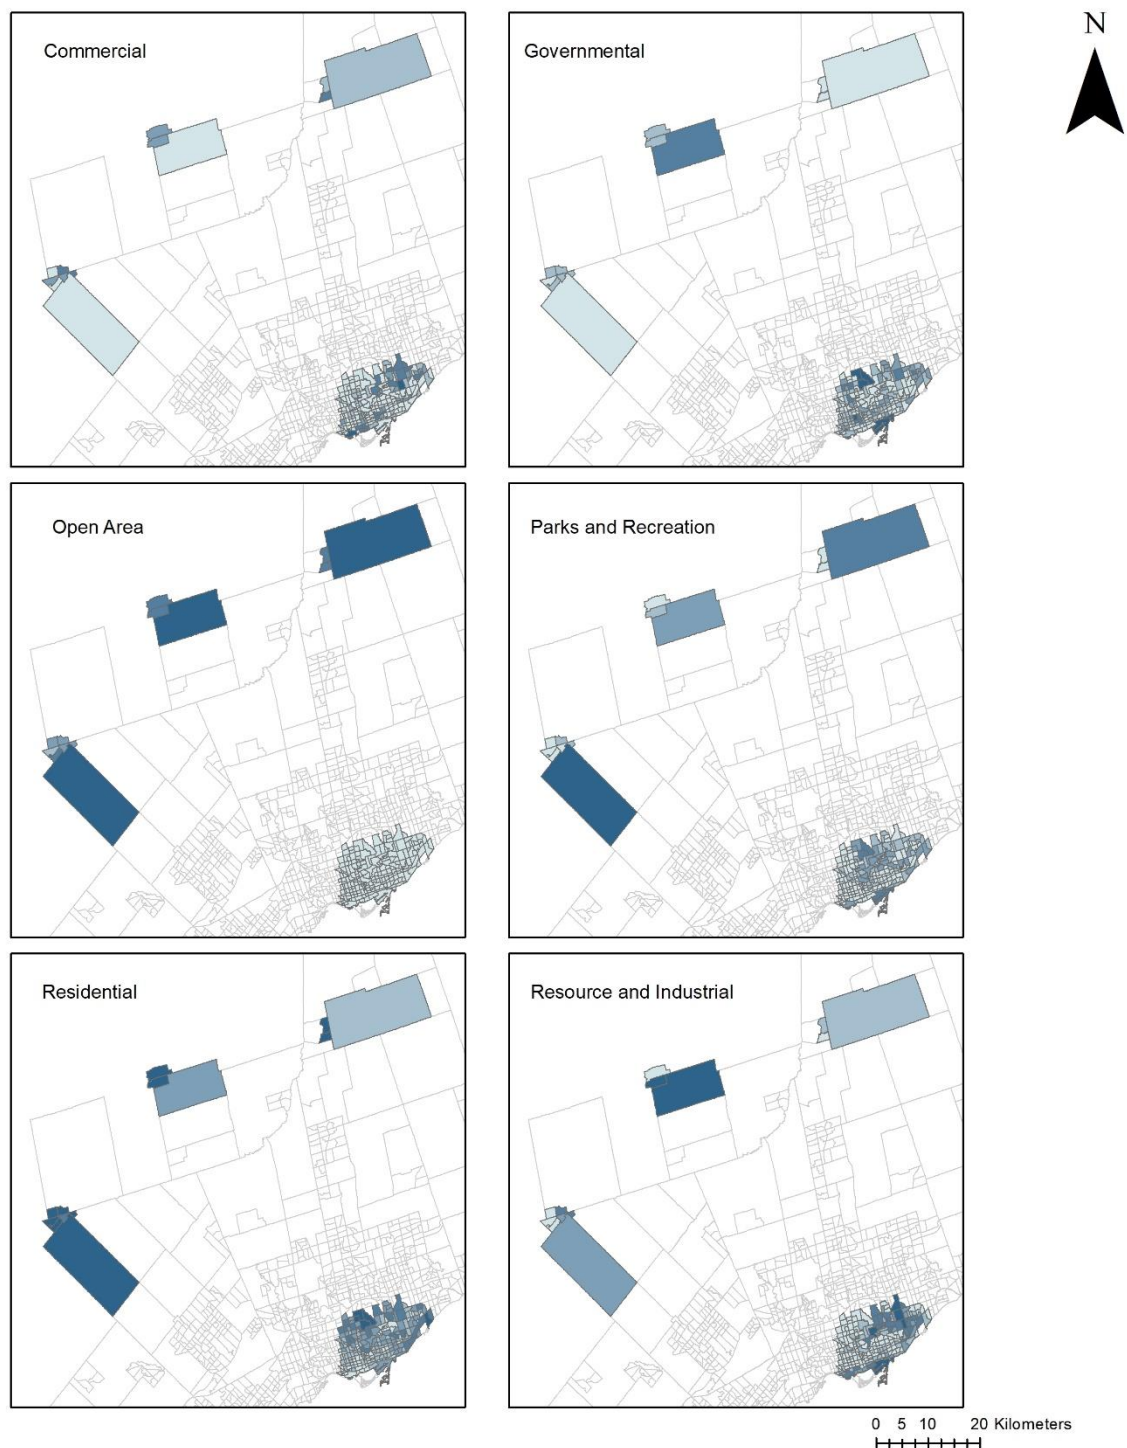 Commercial
Governmental
N
Open Area
Parks and Recreation
Residential
Resource and Industrial
0 5 10 20 Kilometers